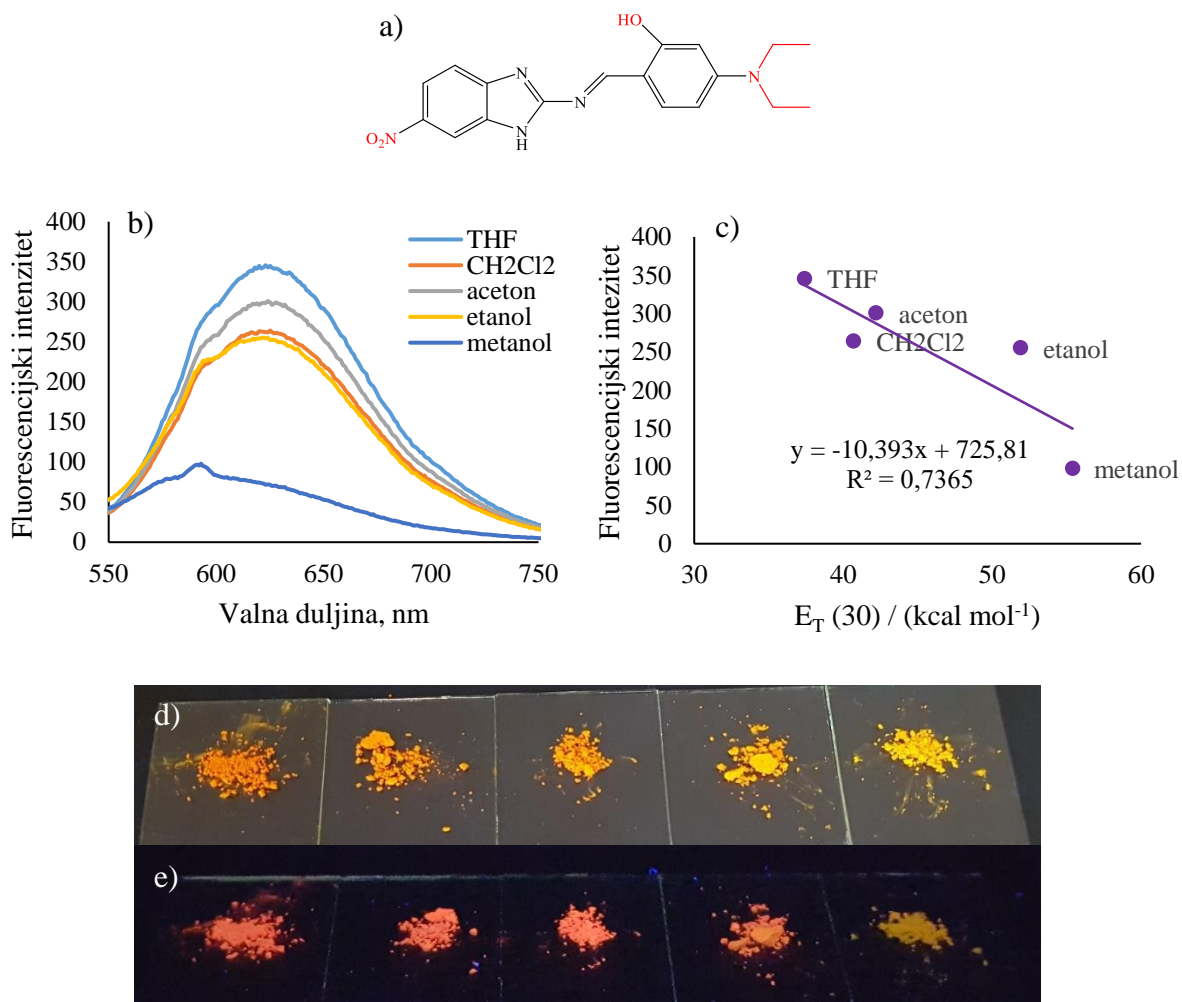 a)
HO
N
N
N
N
H
O₂N
b)
Fluorescencijski intenzitet
400
350
300
250
200
150
100
50
0
550
600
650
700
750
Valna duljina, nm
THF
CH2Cl2
aceton
etanol
metanol
c)
Fluorescencijski intezitet
400
350
300
250
200
150
100
50
0
30
40
50
60
E_T (30) / (kcal mol⁻¹)
THF
aceton
CH2Cl2
etanol
metanol
y = -10,393x + 725,81
R² = 0,7365
d)
e)